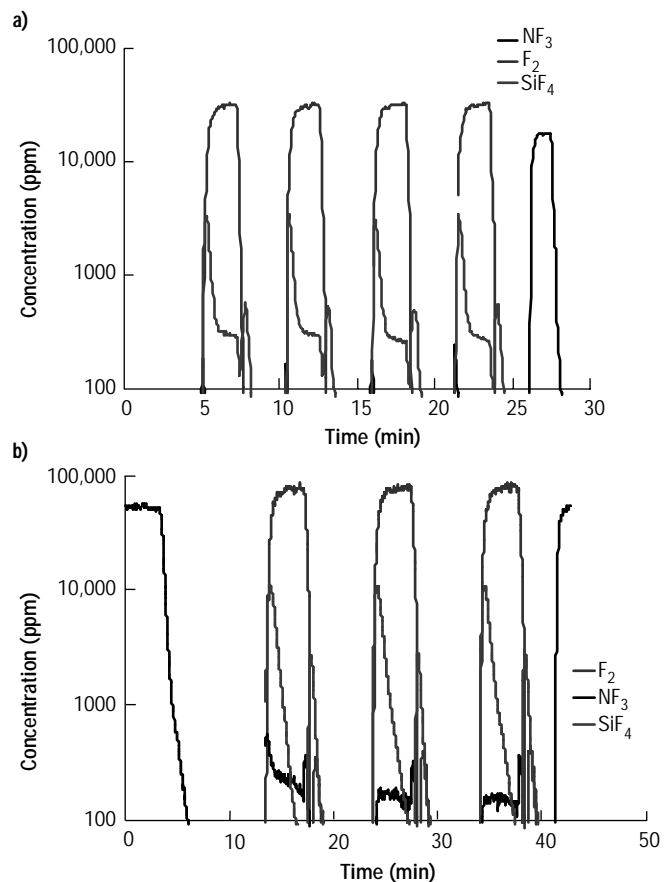 a)
NF3
F2
SiF4
100,000
10,000
1000
100
Concentration (ppm)
0 5 10 15 20 25 30
Time (min)
b)
100,000
10,000
1000
100
Concentration (ppm)
F2
NF3
SiF4
0 10 20 30 40 50
Time (min)